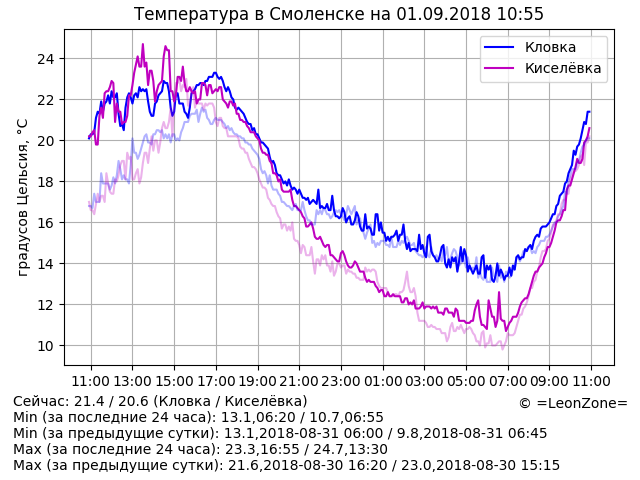 Температура в Смоленске на 01.09.2018 10:55
Кловка
Киселёвка
градусов Цельсия, °C
24
22
20
18
16
14
12
10
11:00 13:00 15:00 17:00 19:00 21:00 23:00 01:00 03:00 05:00 07:00 09:00 11:00
Сейчас: 21.4 / 20.6 (Кловка / Киселёвка)
© =LeonZone=
Min (за последние 24 часа): 13.1,06:20 / 10.7,06:55
Min (за предыдущие сутки): 13.1,2018-08-31 06:00 / 9.8,2018-08-31 06:45
Max (за последние 24 часа): 23.3,16:55 / 24.7,13:30
Max (за предыдущие сутки): 21.6,2018-08-30 16:20 / 23.0,2018-08-30 15:15